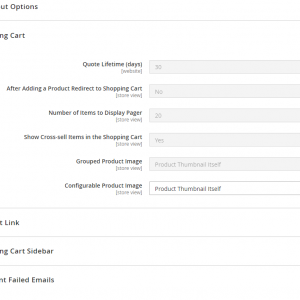 ut Options
ng Cart
Quote Lifetime (days)
[website]
30
After Adding a Product Redirect to Shopping Cart
[store view]
No
Number of Items to Display Pager
[store view]
20
Show Cross-sell Items in the Shopping Cart
[store view]
Yes
Grouped Product Image
[store view]
Product Thumbnail Itself
Configurable Product Image
[store view]
Product Thumbnail Itself
t Link
ng Cart Sidebar
nt Failed Emails